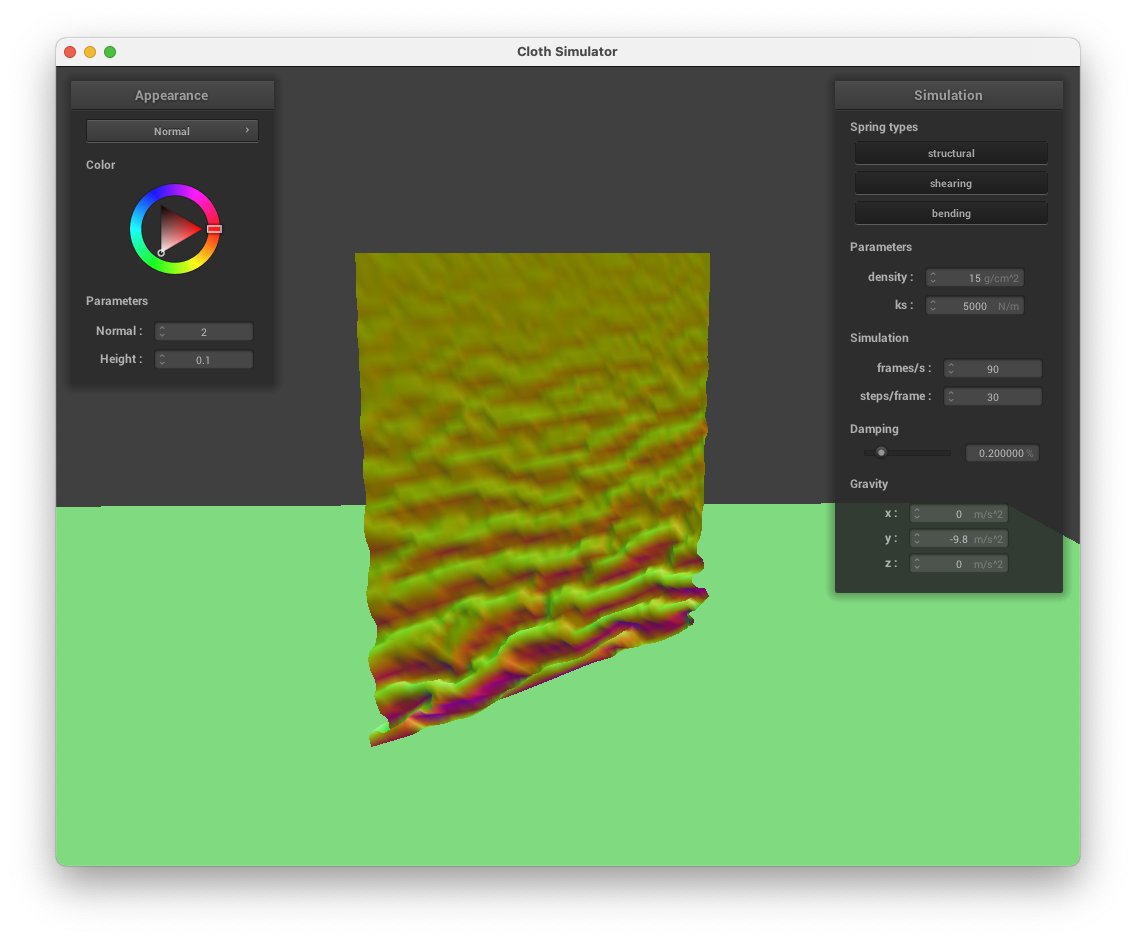 Cloth Simulator
Appearance
Normal
Color
Parameters
Normal : 2
Height : 0.1
Simulation
Spring types
structural
shearing
bending
Parameters
density : 15 g/cm^2
ks : 5000 N/m
Simulation
frames/s : 90
steps/frame : 30
Damping
0.200000 %
Gravity
x : 0 m/s^2
y : -9.8 m/s^2
z : 0 m/s^2